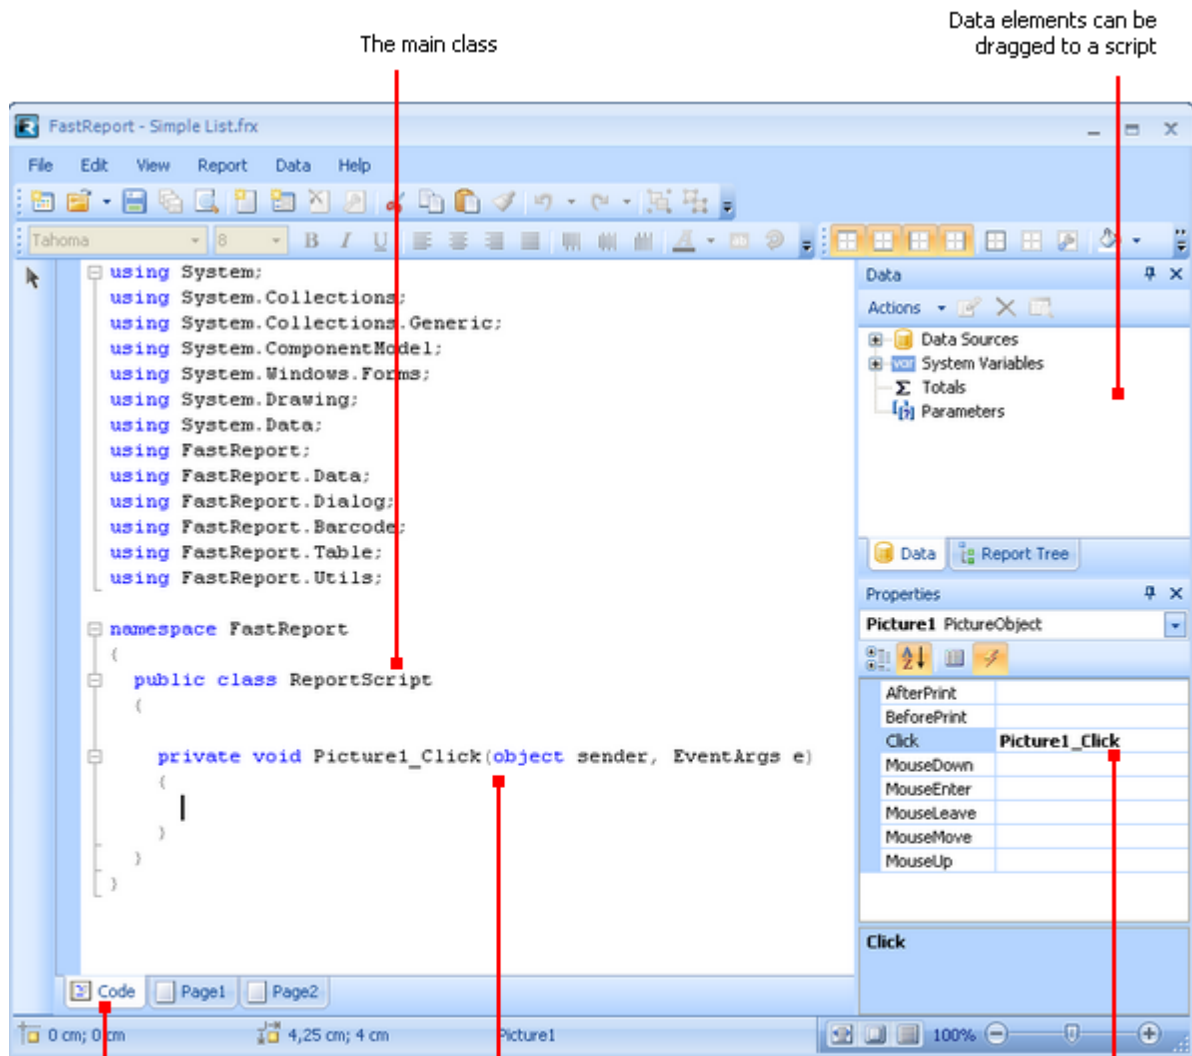 The main class
Data elements can be
dragged to a script
FastReport - Simple List.frx
File Edit View Report Data Help
Tahoma 8 B I U
using System;
using System.Collections;
using System.Collections.Generic;
using System.ComponentModel;
using System.Windows.Forms;
using System.Drawing;
using System.Data;
using FastReport;
using FastReport.Data;
using FastReport.Dialog;
using FastReport.Barcode;
using FastReport.Table;
using FastReport.Utils;
namespace FastReport
{
public class ReportScript
{
private void Picture1_Click(object sender, EventArgs e)
{
}
}
}
Data
Actions
Data Sources
var System Variables
Σ Totals
[?] Parameters
Data Report Tree
Properties
Picture1 PictureObject
AfterPrint
BeforePrint
Click Picture1_Click
MouseDown
MouseEnter
MouseLeave
MouseMove
MouseUp
Click
Code Page1 Page2
0 cm; 0 cm 4,25 cm; 4 cm Picture1 100%